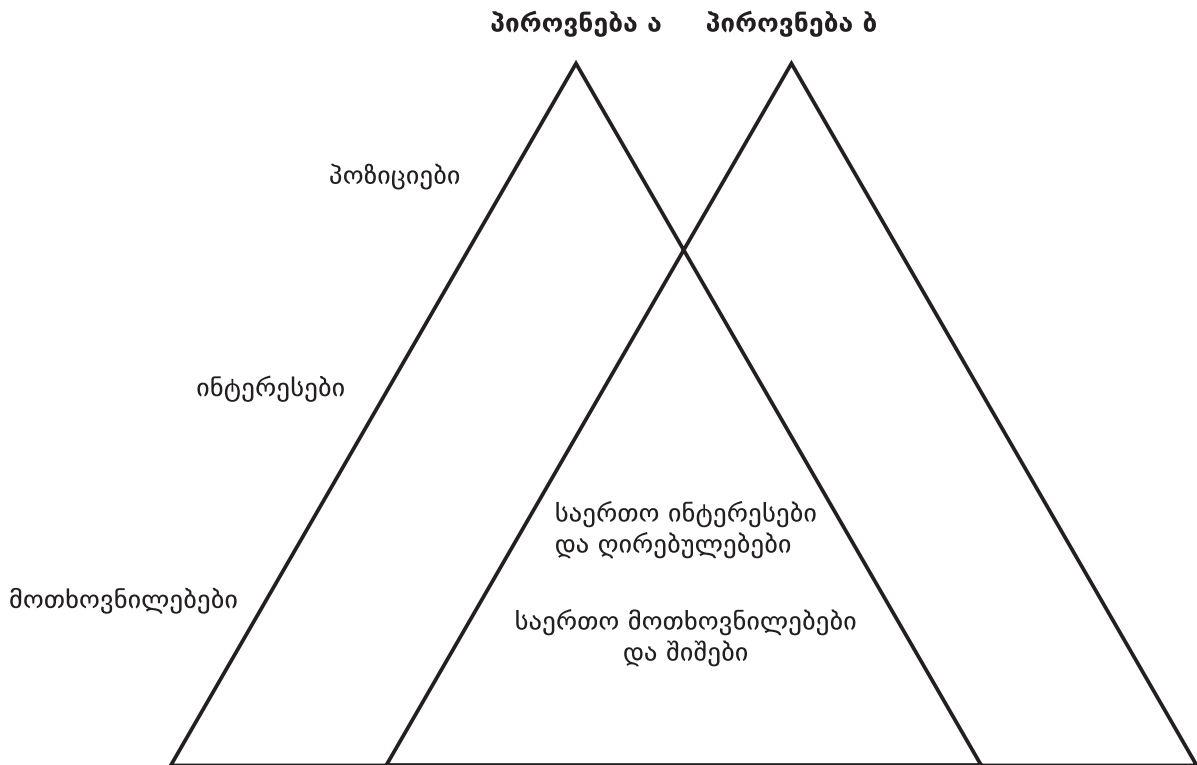 პიროვნება ა პიროვნება ბ
პოზიციები
ინტერესები
საერთო ინტერესები
და ღირებულებები
მოთხოვნილებები
საერთო მოთხოვნილებები
და შიშები